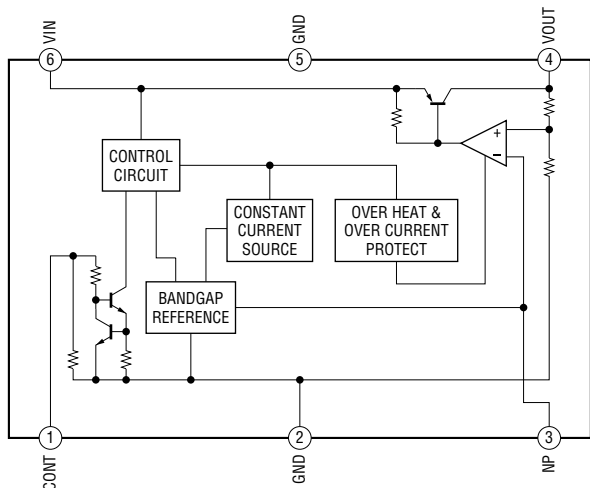 VIN
GND
VOUT
6
5
4
+
−
CONTROL
CIRCUIT
CONSTANT
CURRENT
SOURCE
OVER HEAT &
OVER CURRENT
PROTECT
BANDGAP
REFERENCE
1
2
3
CONT
GND
NP